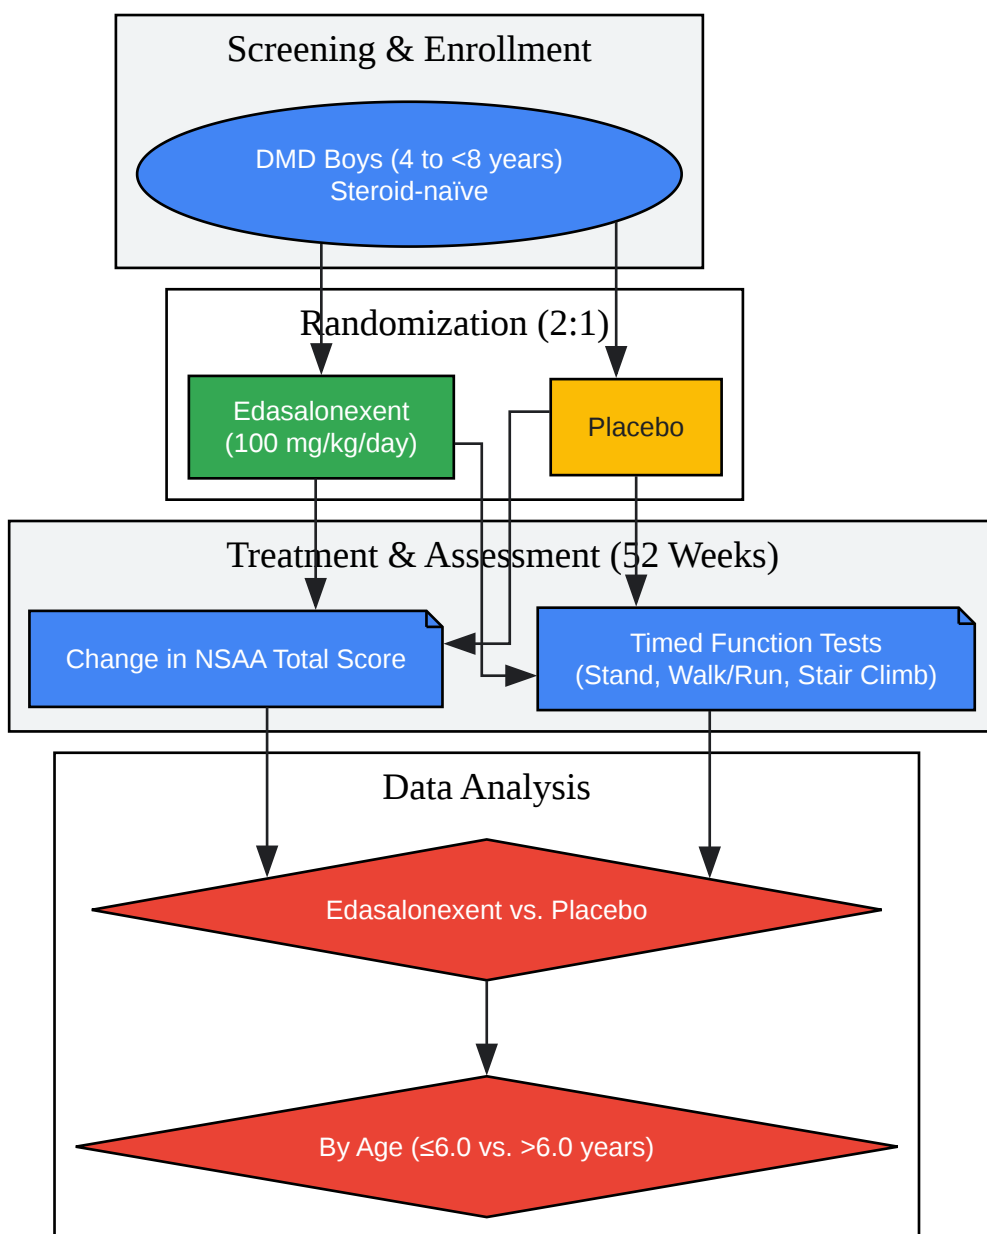 Screening & Enrollment
DMD Boys (4 to <8 years)
Steroid-naïve
Randomization (2:1)
Edasalonexent
(100 mg/kg/day)
Placebo
Treatment & Assessment (52 Weeks)
Change in NSAA Total Score
Timed Function Tests
(Stand, Walk/Run, Stair Climb)
Data Analysis
Edasalonexent vs. Placebo
By Age (≤6.0 vs. >6.0 years)